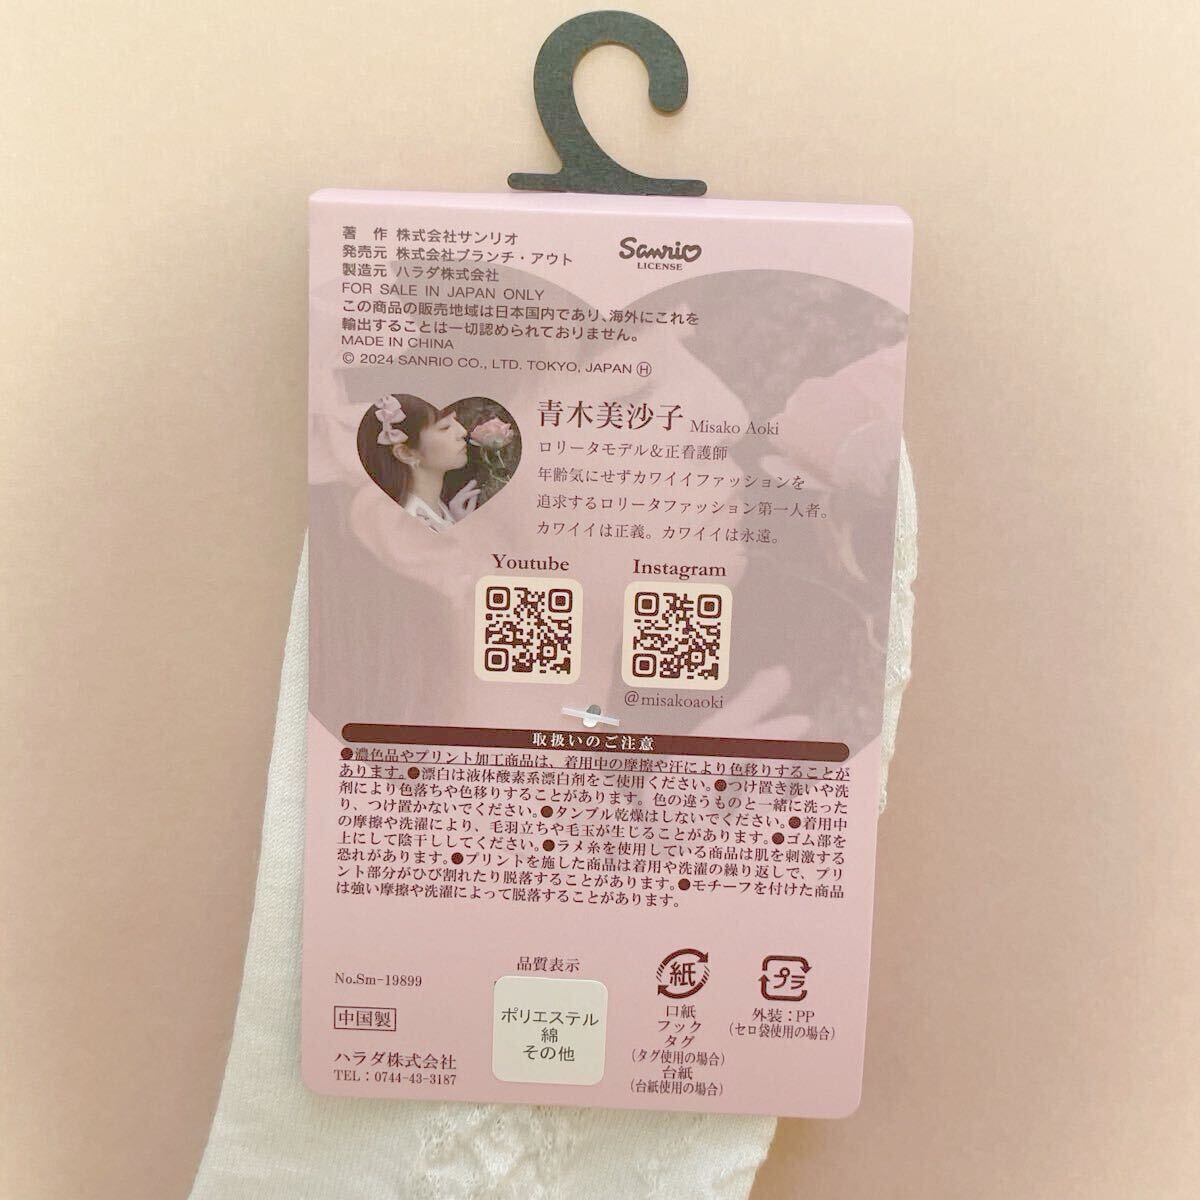 著　作 株式会社サンリオ
発売元 株式会社ブランチ・アウト
製造元 ハラダ株式会社
FOR SALE IN JAPAN ONLY
この商品の販売地域は日本国内であり、海外にこれを
輸出することは一切認められておりません。
MADE IN CHINA
© 2024 SANRIO CO., LTD. TOKYO, JAPAN Ⓗ
Sanrio
LICENSE
青木美沙子 Misako Aoki
ロリータモデル&正看護師
年齢気にせずカワイイファッションを
追求するロリータファッション第一人者。
カワイイは正義。カワイイは永遠。
Youtube
Instagram
@misakoaoki
取扱いのご注意
●濃色品やプリント加工商品は、着用中の摩擦や汗により色移りすることが
あります。●漂白は液体酸素系漂白剤をご使用ください。●つけ置き洗いや洗
剤により色落ちや色移りすることがあります。色の違うものと一緒に洗った
り、つけ置かないでください。●タンブル乾燥はしないでください。●着用中
の摩擦や洗濯により、毛羽立ちや毛玉が生じることがあります。●ゴム部を
上にして陰干ししてください。●ラメ糸を使用している商品は肌を刺激する
恐れがあります。●プリントを施した商品は着用や洗濯の繰り返しで、プリ
ント部分がひび割れたり脱落することがあります。●モチーフを付けた商品
は強い摩擦や洗濯によって脱落することがあります。
No.Sm-19899
中国製
ハラダ株式会社
TEL：0744-43-3187
品質表示
ポリエステル
綿
その他
紙
口紙
フック
タグ
(タグ使用の場合)
台紙
(台紙使用の場合)
プラ
外装：PP
(セロ袋使用の場合)